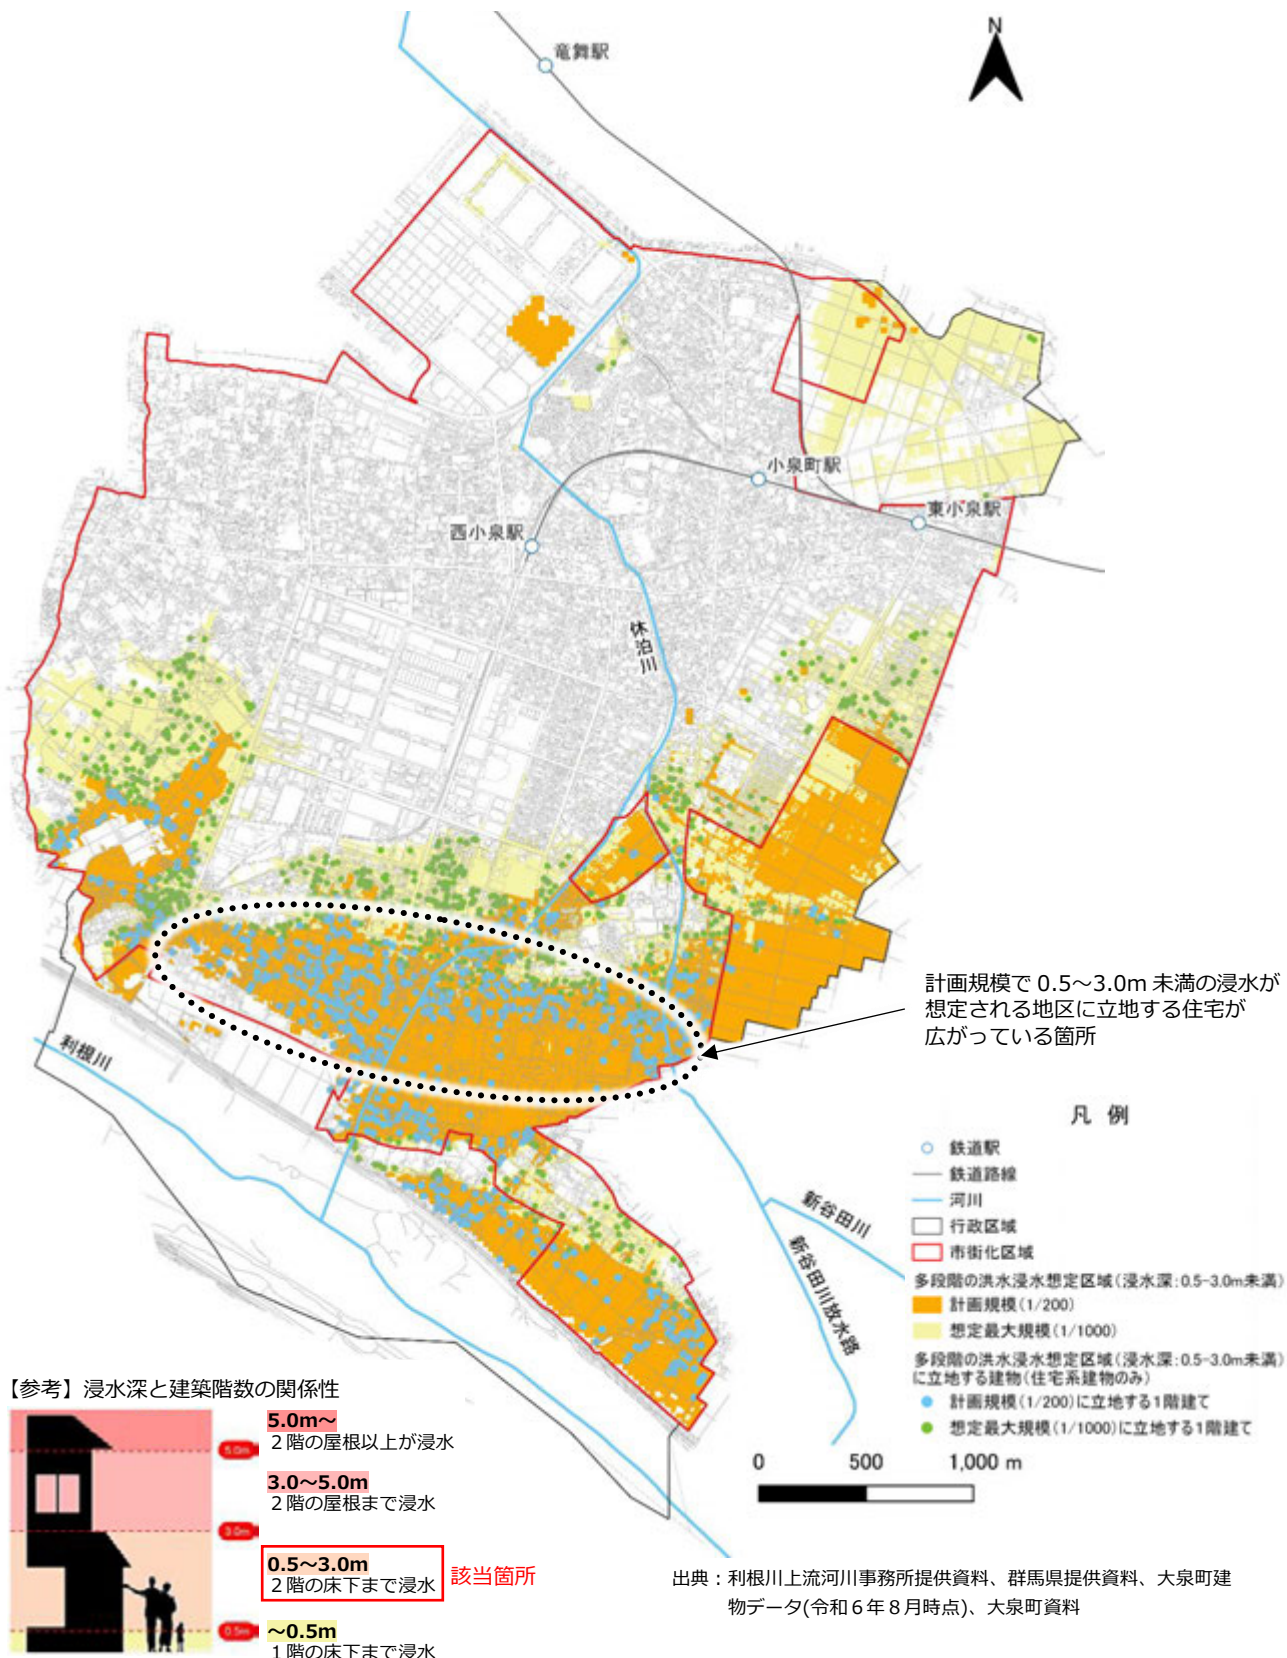 N
竜舞駅
小泉町駅
東小泉駅
西小泉駅
休泊川
計画規模で 0.5～3.0m 未満の浸水が
想定される地区に立地する住宅が
広がっている箇所
利根川
新谷田川
新谷田川放水路
凡 例
鉄道駅
鉄道路線
河川
行政区域
市街化区域
多段階の洪水浸水想定区域(浸水深:0.5-3.0m未満)
計画規模(1/200)
想定最大規模(1/1000)
多段階の洪水浸水想定区域(浸水深:0.5-3.0m未満)
に立地する建物(住宅系建物のみ)
計画規模(1/200)に立地する1階建て
想定最大規模(1/1000)に立地する1階建て
0 500 1,000 m
【参考】浸水深と建築階数の関係性
5.0m～
２階の屋根以上が浸水
5.0m
3.0～5.0m
２階の屋根まで浸水
3.0m
0.5～3.0m
２階の床下まで浸水
該当箇所
0.5m
～0.5m
１階の床下まで浸水
出典：利根川上流河川事務所提供資料、群馬県提供資料、大泉町建
物データ(令和６年８月時点)、大泉町資料